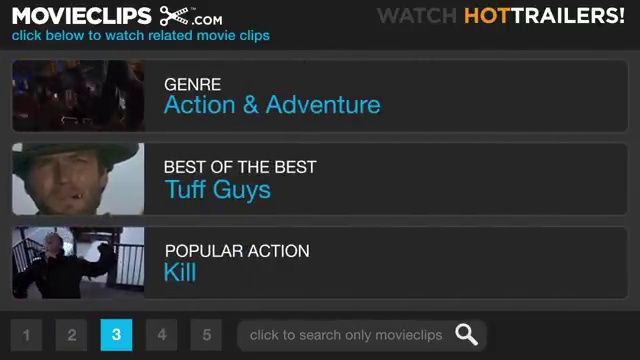 MOVIECLIPS .COM
WATCH HOTTRAILERS!
click below to watch related movie clips
GENRE
Action & Adventure
BEST OF THE BEST
Tuff Guys
POPULAR ACTION
Kill
1 2 3 4 5
click to search only movieclips